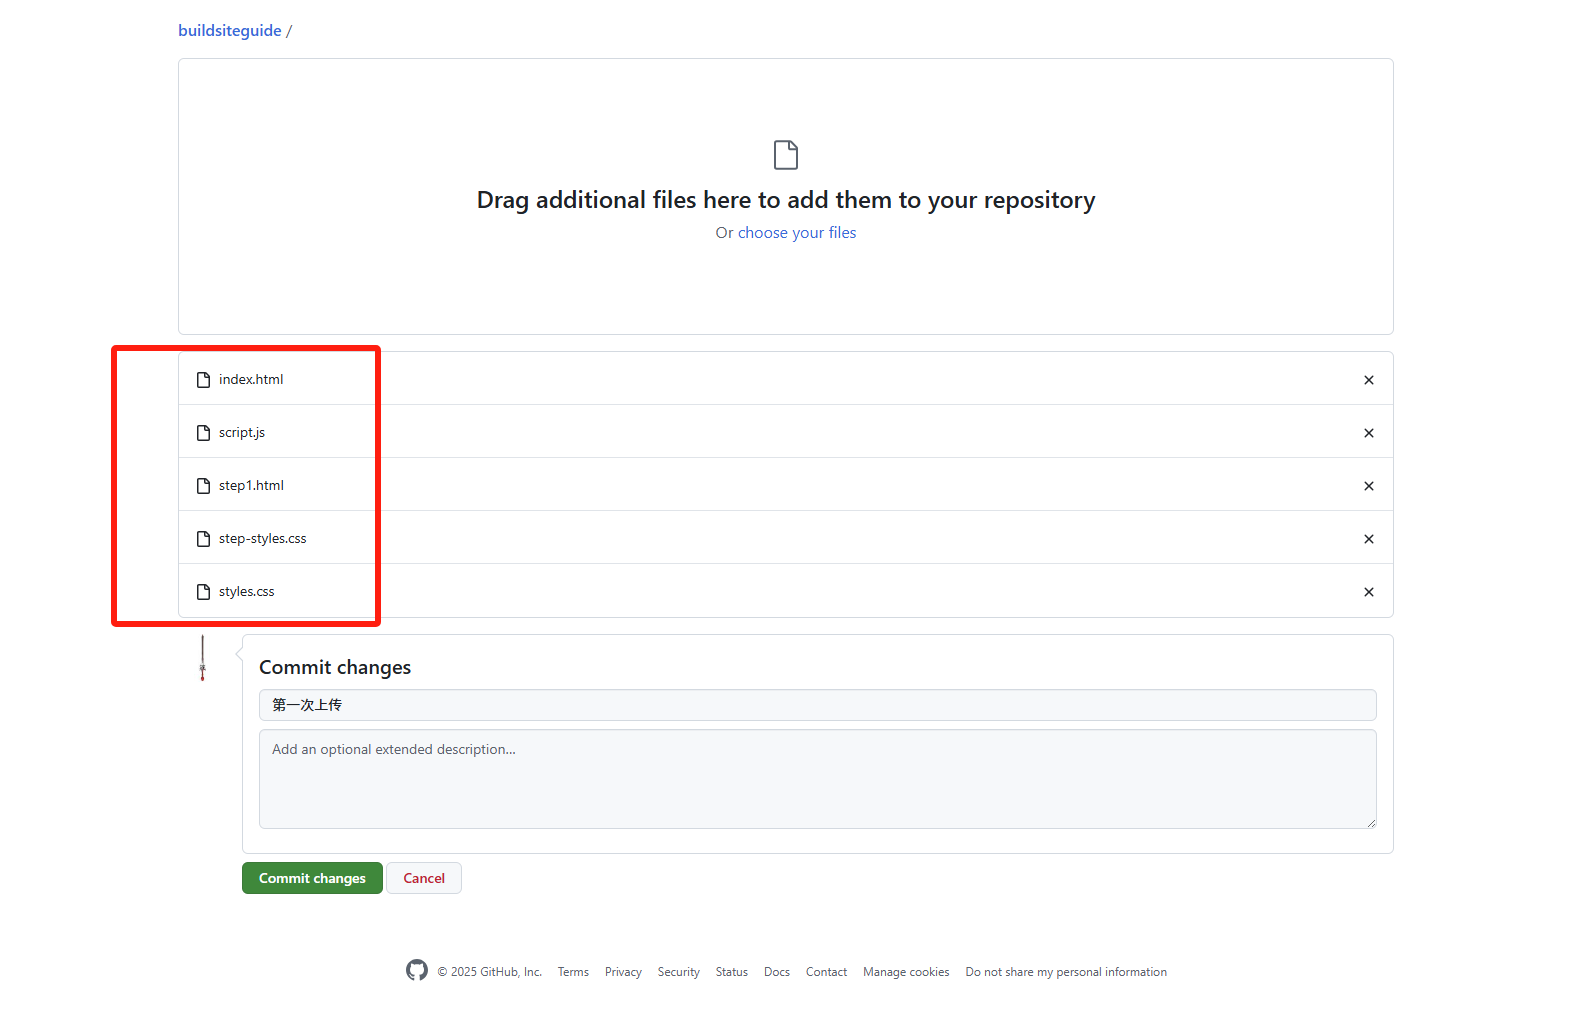 buildsiteguide /
Drag additional files here to add them to your repository
Or choose your files
index.html
script.js
step1.html
step-styles.css
styles.css
Commit changes
第一次上传
Add an optional extended description...
Commit changes Cancel
© 2025 GitHub, Inc. Terms Privacy Security Status Docs Contact Manage cookies Do not share my personal information